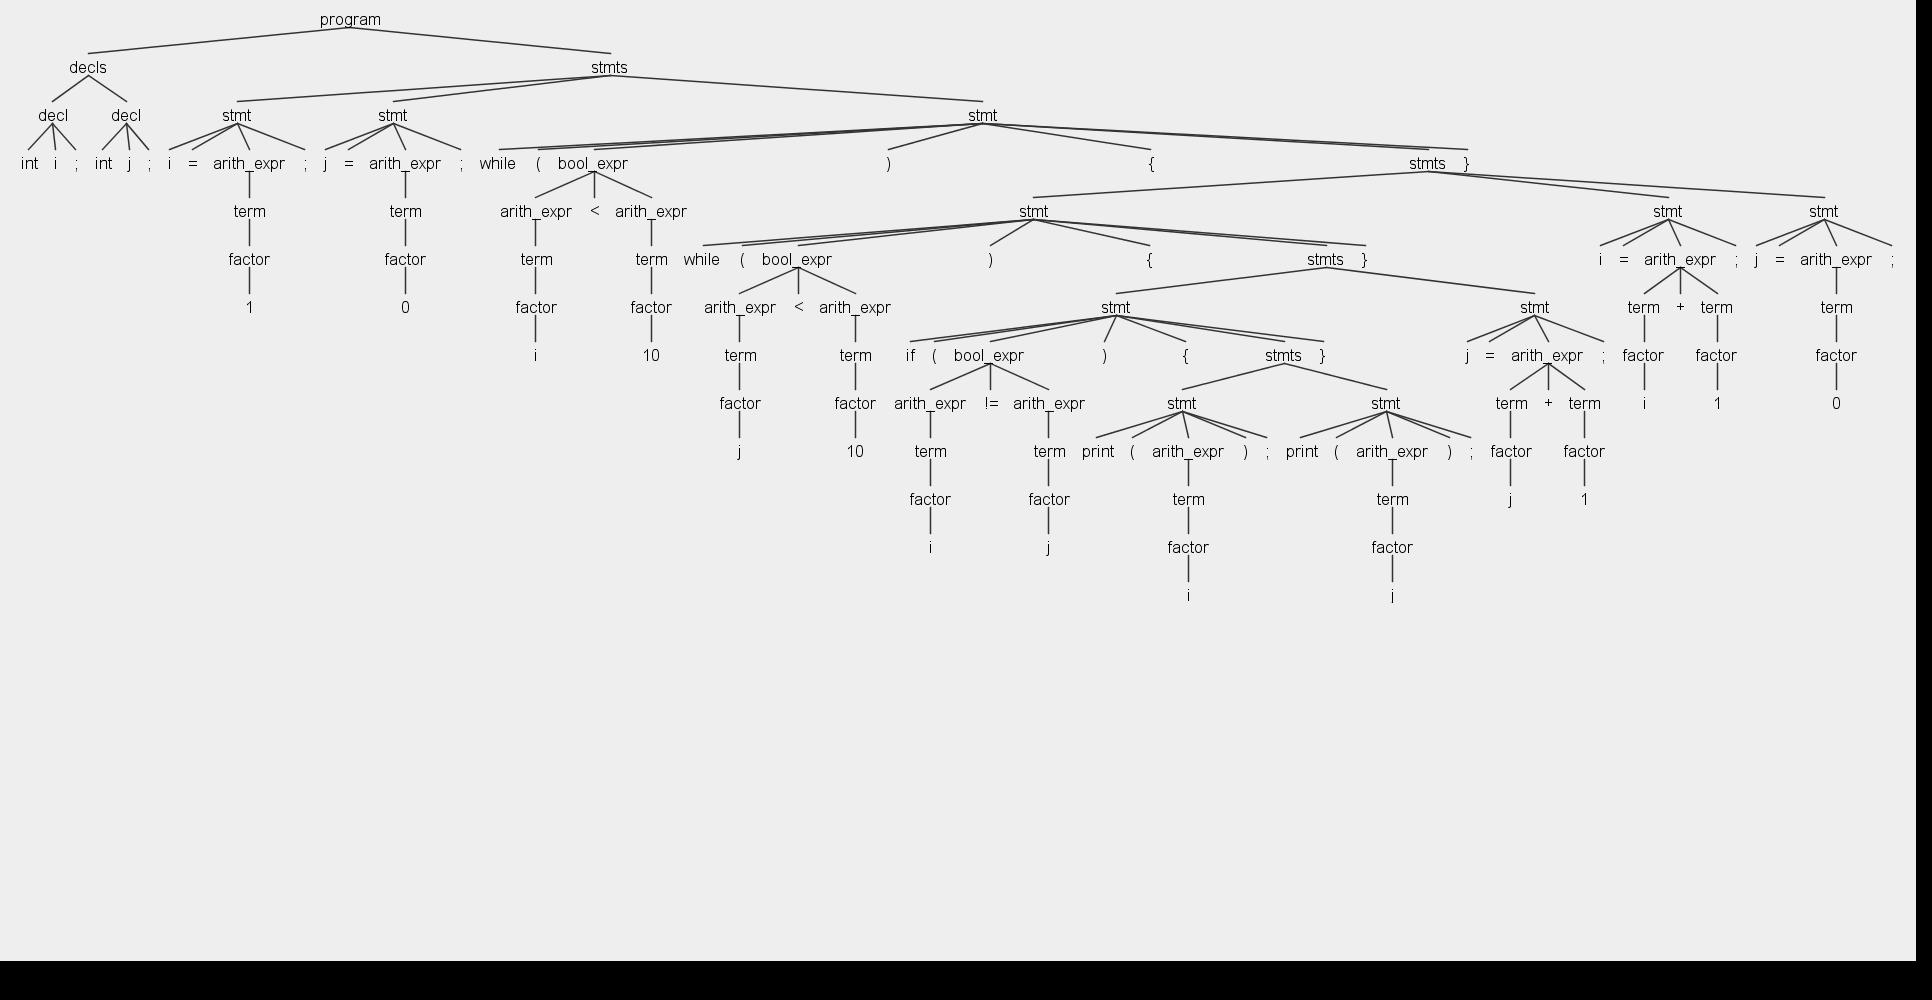 program
decls stmts
decl decl stmt stmt stmt
int i ; int j ; i = arith_expr ; j = arith_expr ; while ( bool_expr ) { stmts }
term term arith_expr < arith_expr stmt stmt stmt
factor factor term term while ( bool_expr ) { stmts } i = arith_expr ; j = arith_expr ;
1 0 factor factor arith_expr < arith_expr stmt stmt term + term term
i 10 term term if ( bool_expr ) { stmts } j = arith_expr ; factor factor factor
factor factor arith_expr != arith_expr stmt stmt term + term i 1 0
j 10 term term print ( arith_expr ) ; print ( arith_expr ) ; factor factor
factor factor term term j 1
i j factor factor
i j